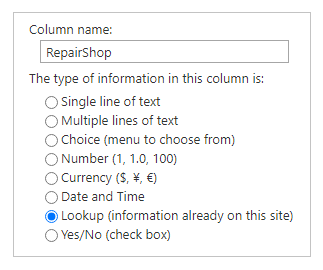 Column name:
RepairShop
The type of information in this column is:
Single line of text
Multiple lines of text
Choice (menu to choose from)
Number (1, 1.0, 100)
Currency ($, ¥, €)
Date and Time
Lookup (information already on this site)
Yes/No (check box)